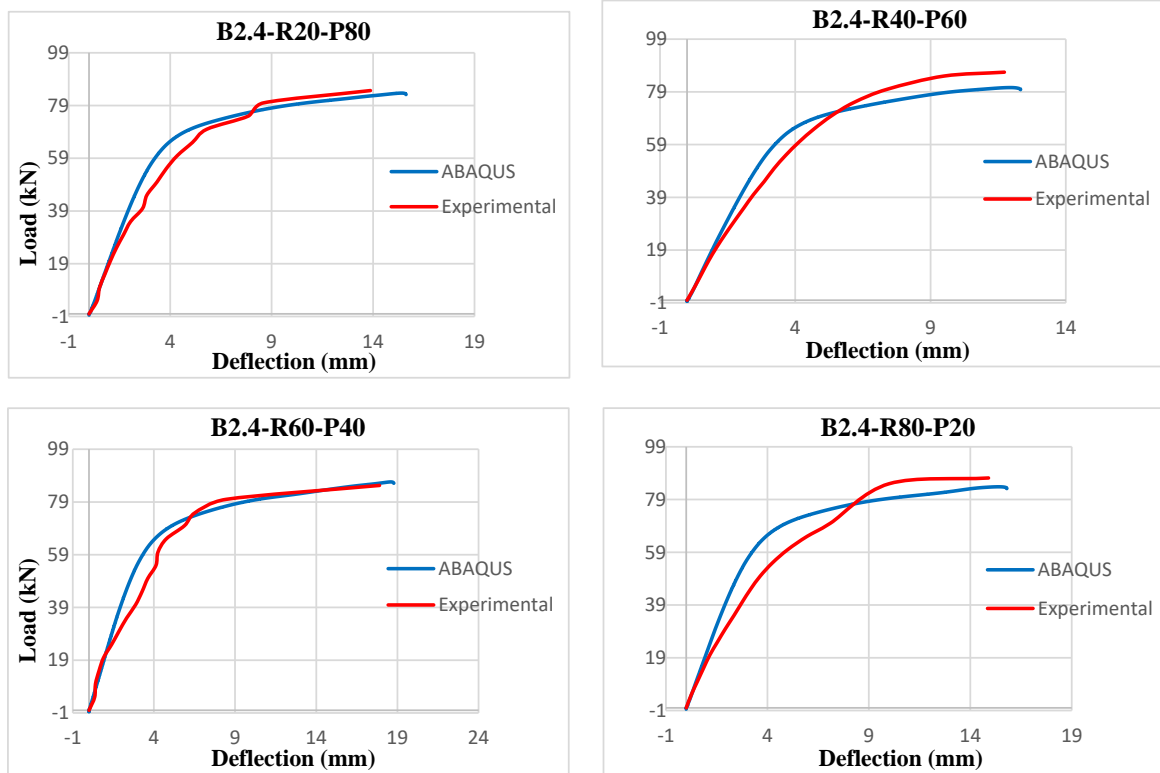 B2.4-R20-P80
99
79
59
39
19
-1
-1 4 9 14 19
Load (kN)
Deflection (mm)
ABAQUS
Experimental
B2.4-R40-P60
99
79
59
39
19
-1
-1 4 9 14
Deflection (mm)
ABAQUS
Experimental
B2.4-R60-P40
99
79
59
39
19
-1
-1 4 9 14 19 24
Load (kN)
Deflection (mm)
ABAQUS
Experimental
B2.4-R80-P20
99
79
59
39
19
-1
-1 4 9 14 19
Deflection (mm)
ABAQUS
Experimental